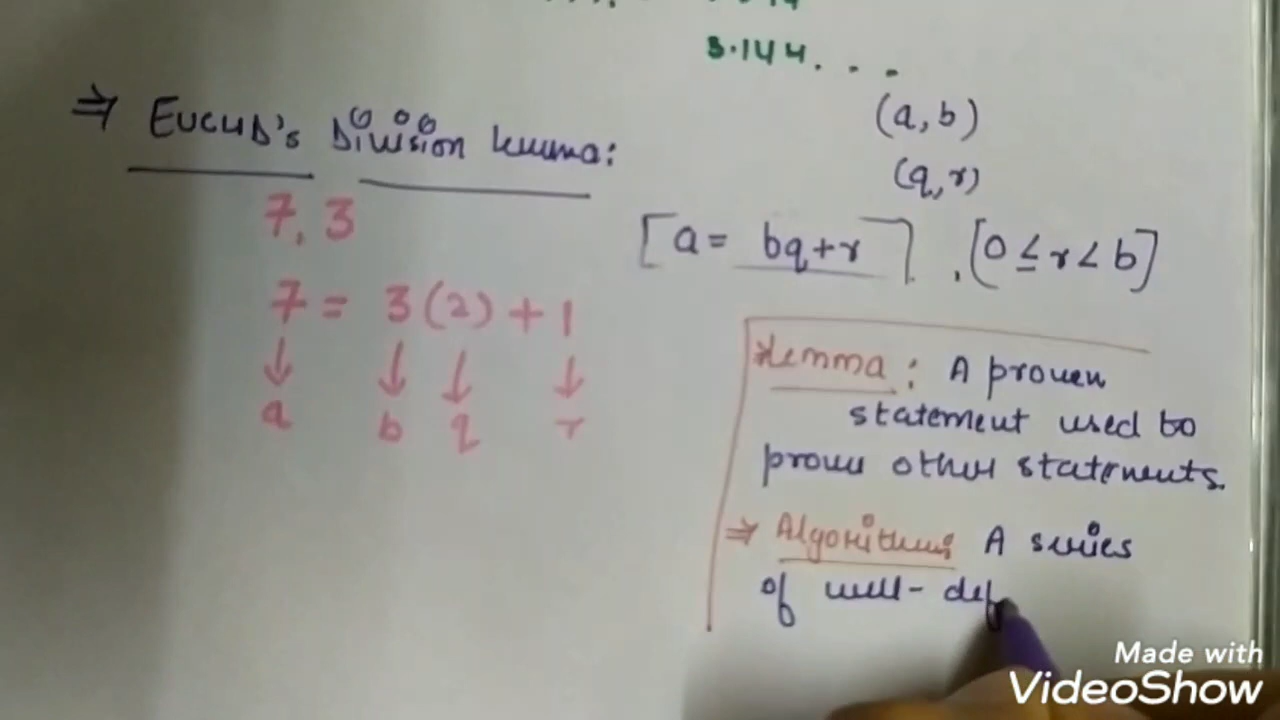 3.144...
⇒ Euclid's Division lemma:
(a, b)
(q, r)
7, 3
[a = bq+r] , [0 ≤ r < b]
7 = 3(2) + 1
↓ ↓ ↓ ↓
a b q r
*Lemma: A proven
statement used to
prove other statements.
⇒ Algorithm: A series
of well-def
Made with
VideoShow